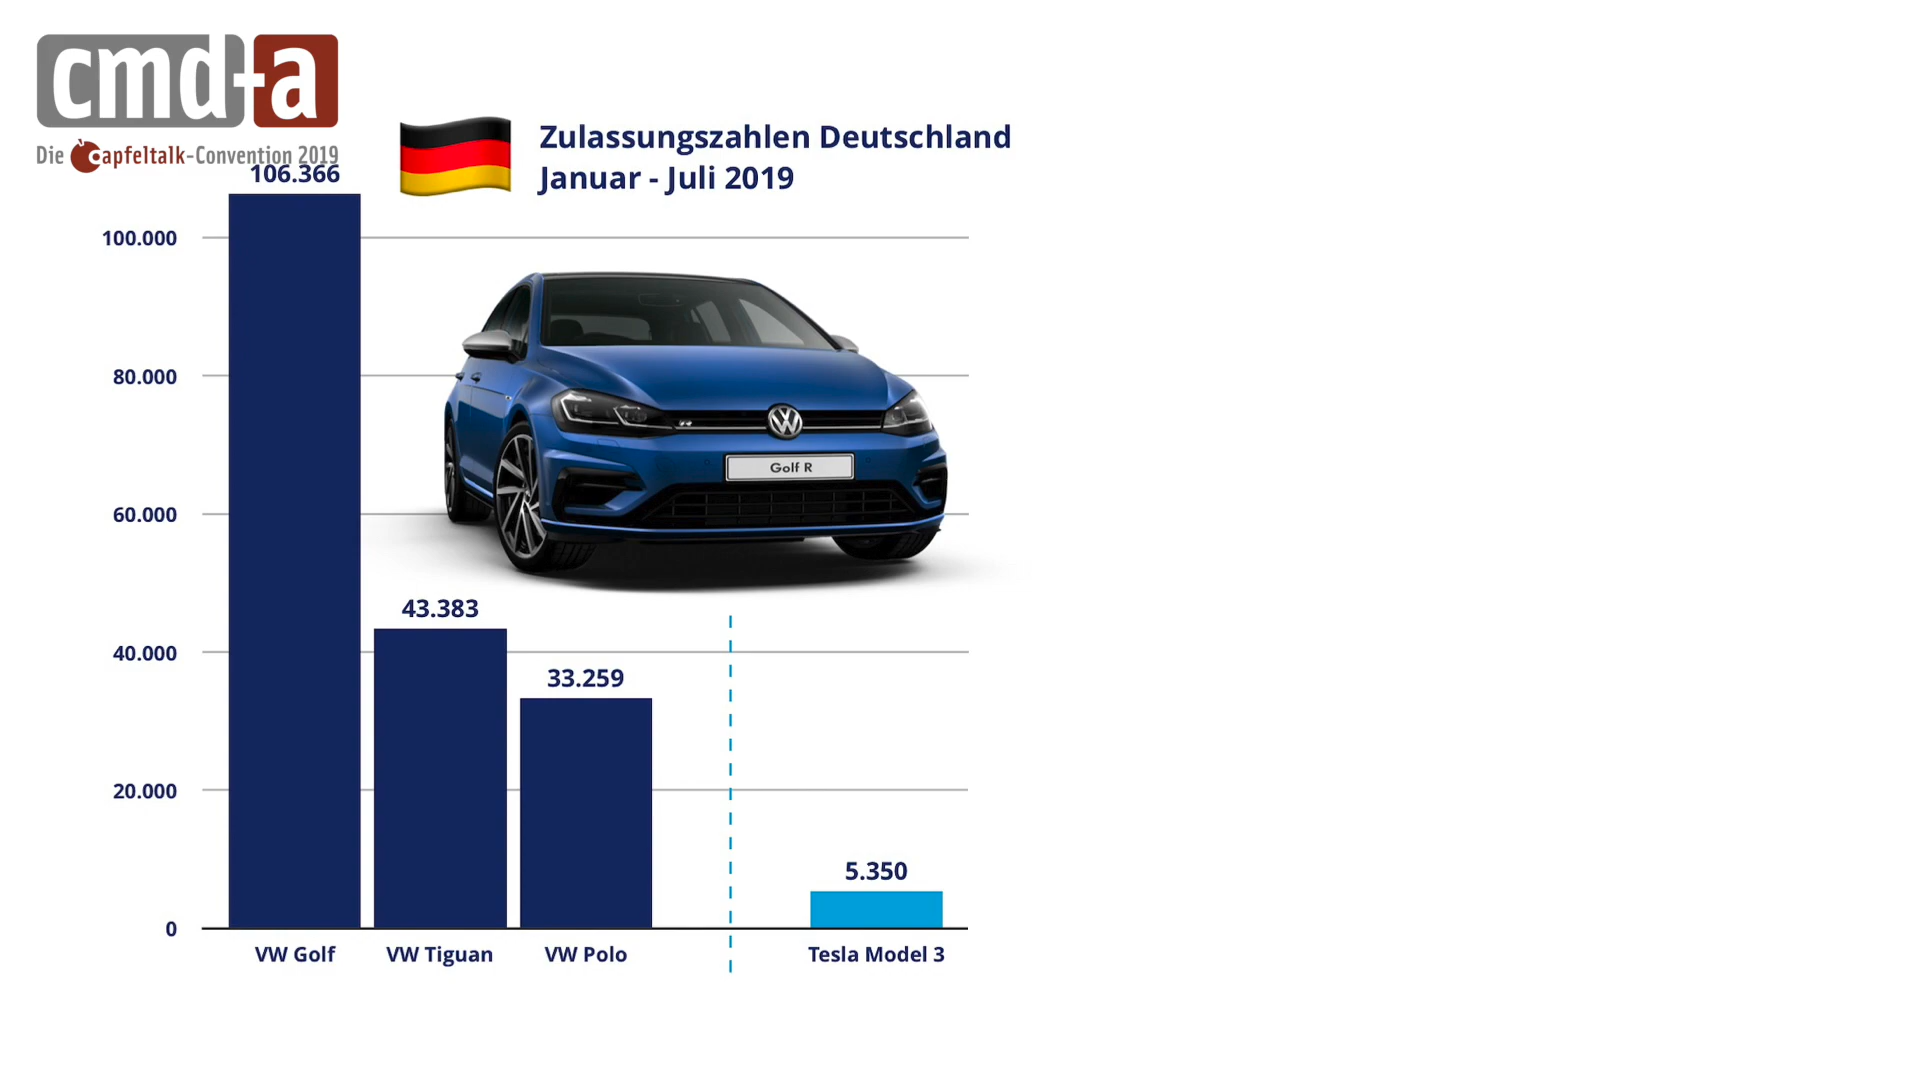 cmd+a
Die apfeltalk-Convention 2019
Zulassungszahlen Deutschland
Januar - Juli 2019
106.366
100.000
80.000
60.000
40.000
20.000
0
43.383
33.259
5.350
Golf R
VW Golf
VW Tiguan
VW Polo
Tesla Model 3